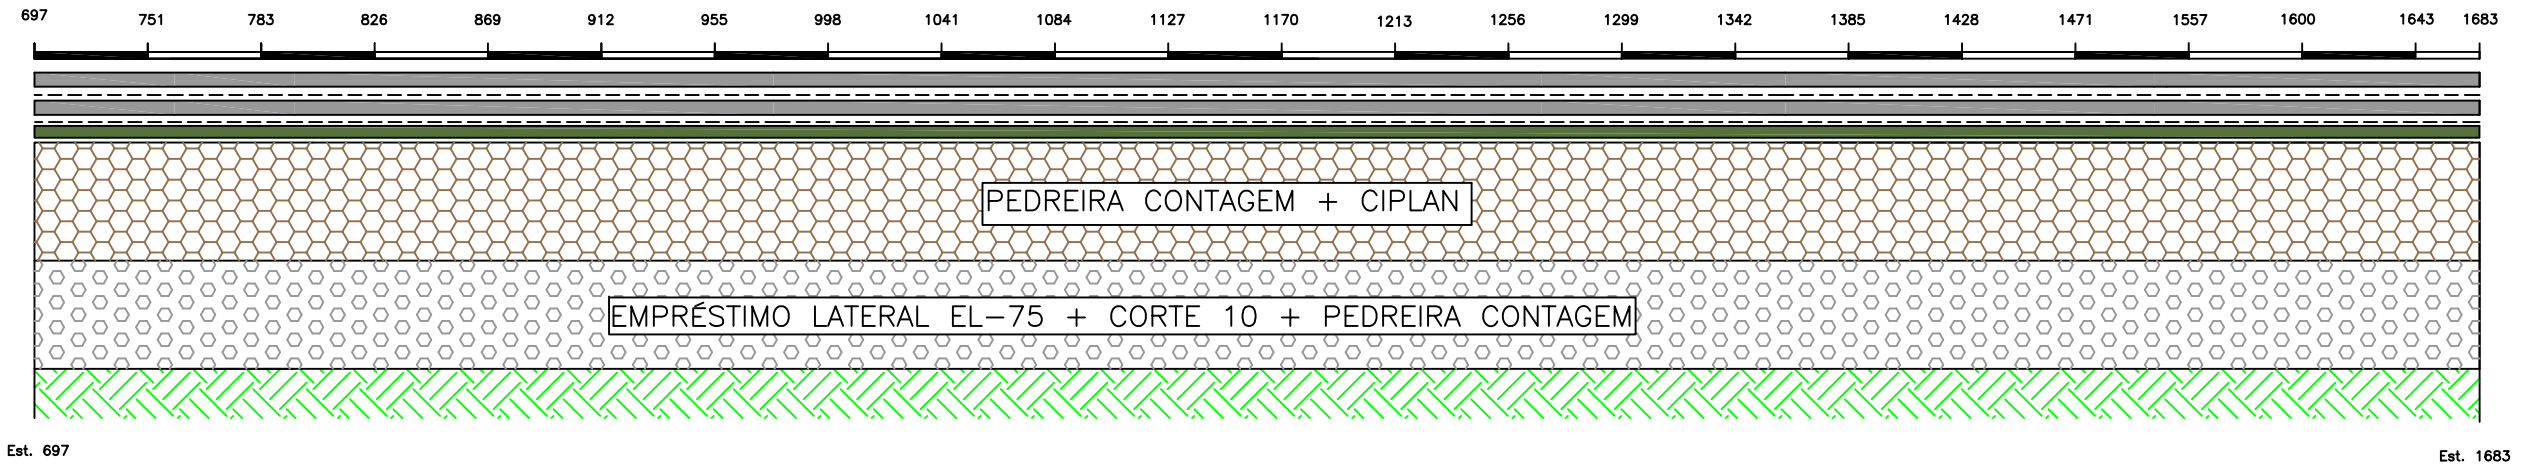 697 751 783 826 869 912 955 998 1041 1084 1127 1170 1213 1256 1299 1342 1385 1428 1471 1557 1600 1643 1683
PEDREIRA CONTAGEM + CIPLAN
EMPRÉSTIMO LATERAL EL-75 + CORTE 10 + PEDREIRA CONTAGEM
Est. 697
Est. 1683